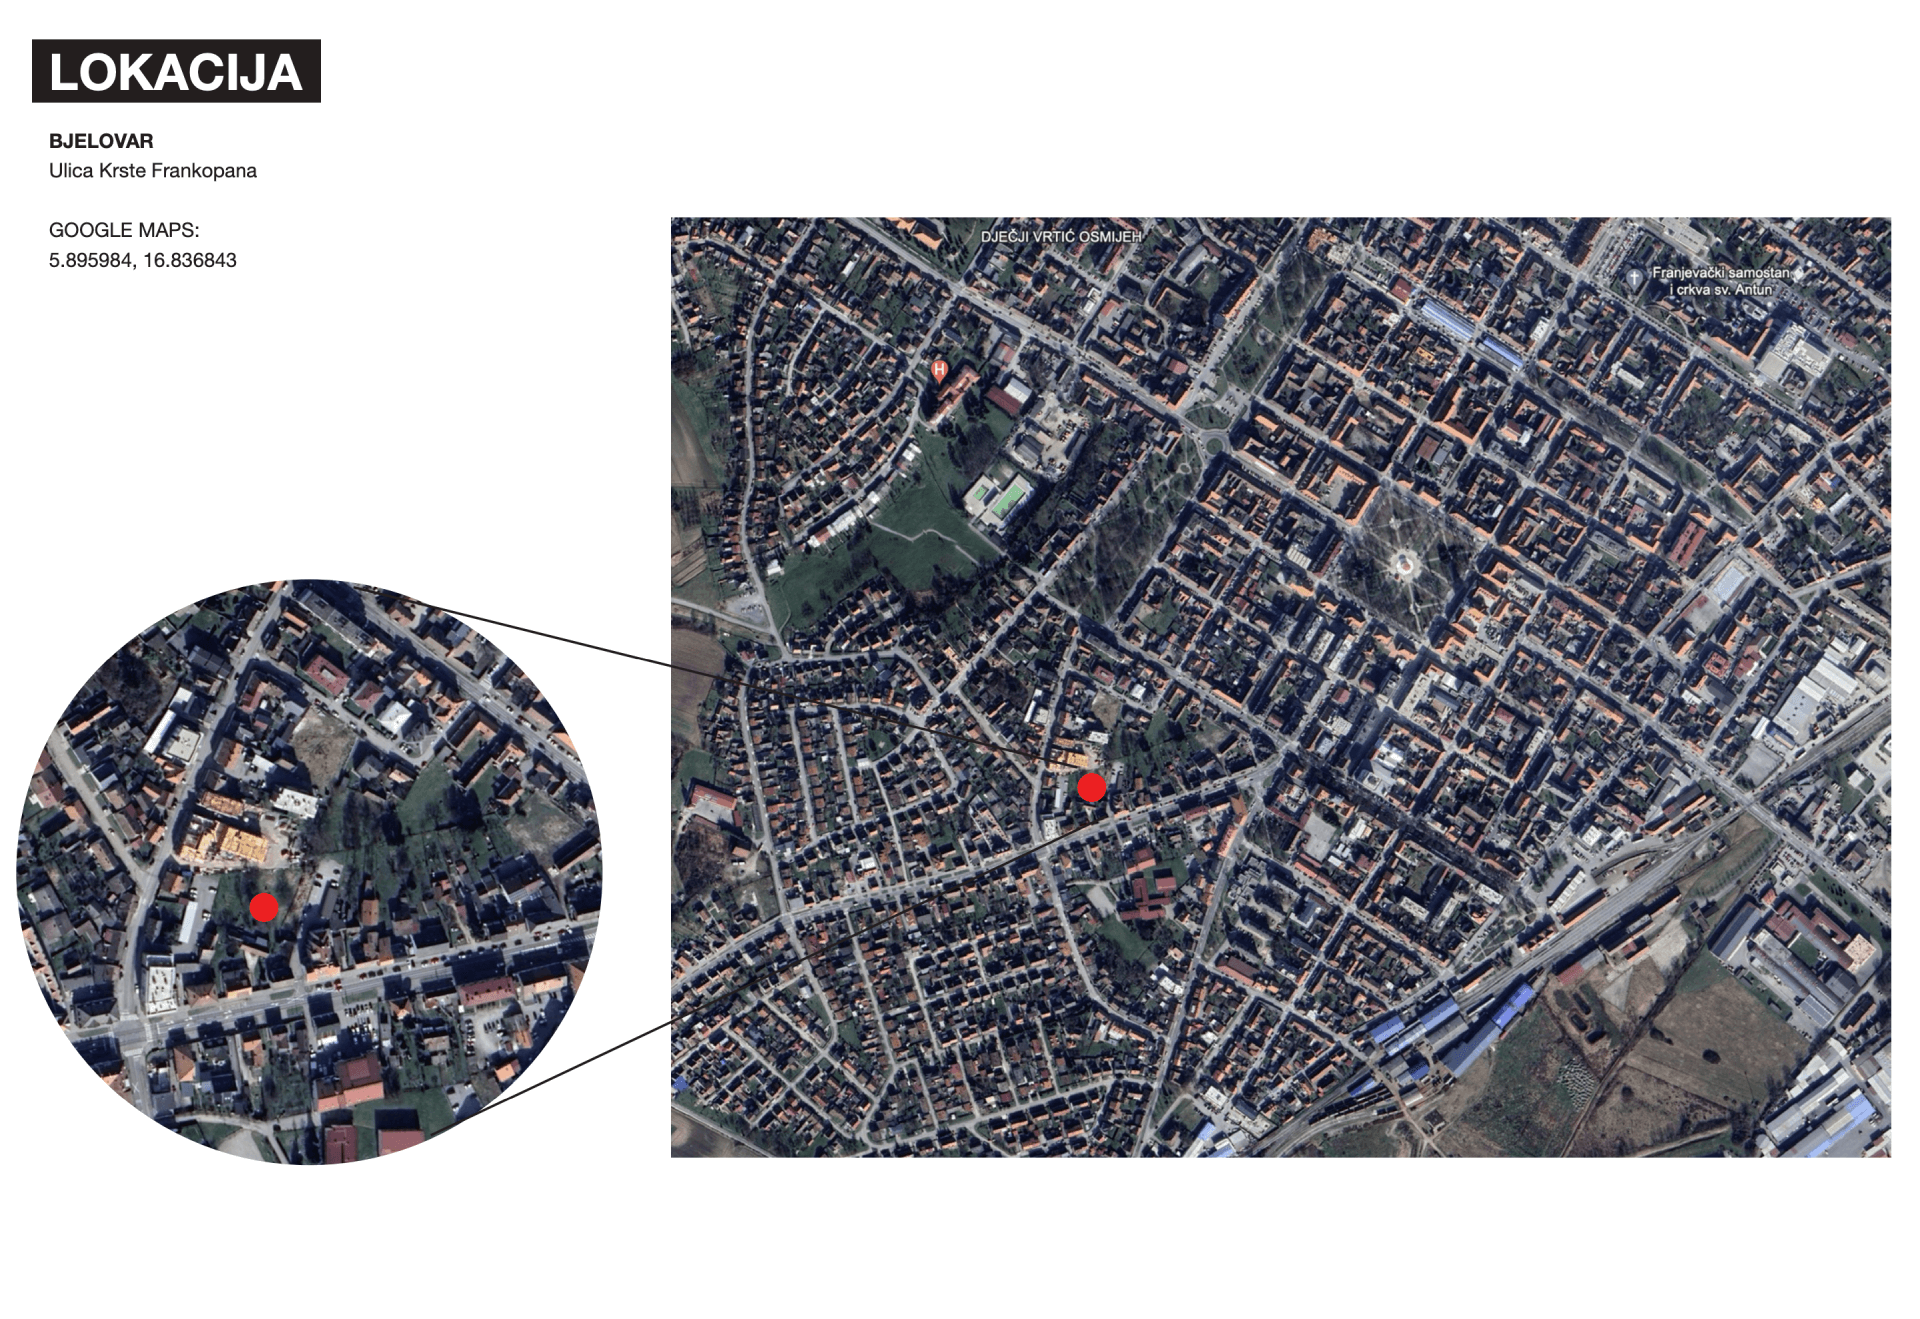 LOKACIJA
BJELOVAR
Ulica Krste Frankopana
GOOGLE MAPS:
5.895984, 16.836843
DJEČJI VRTIĆ OSMIJEH
Franjevački samostan
i crkva sv. Antun
H